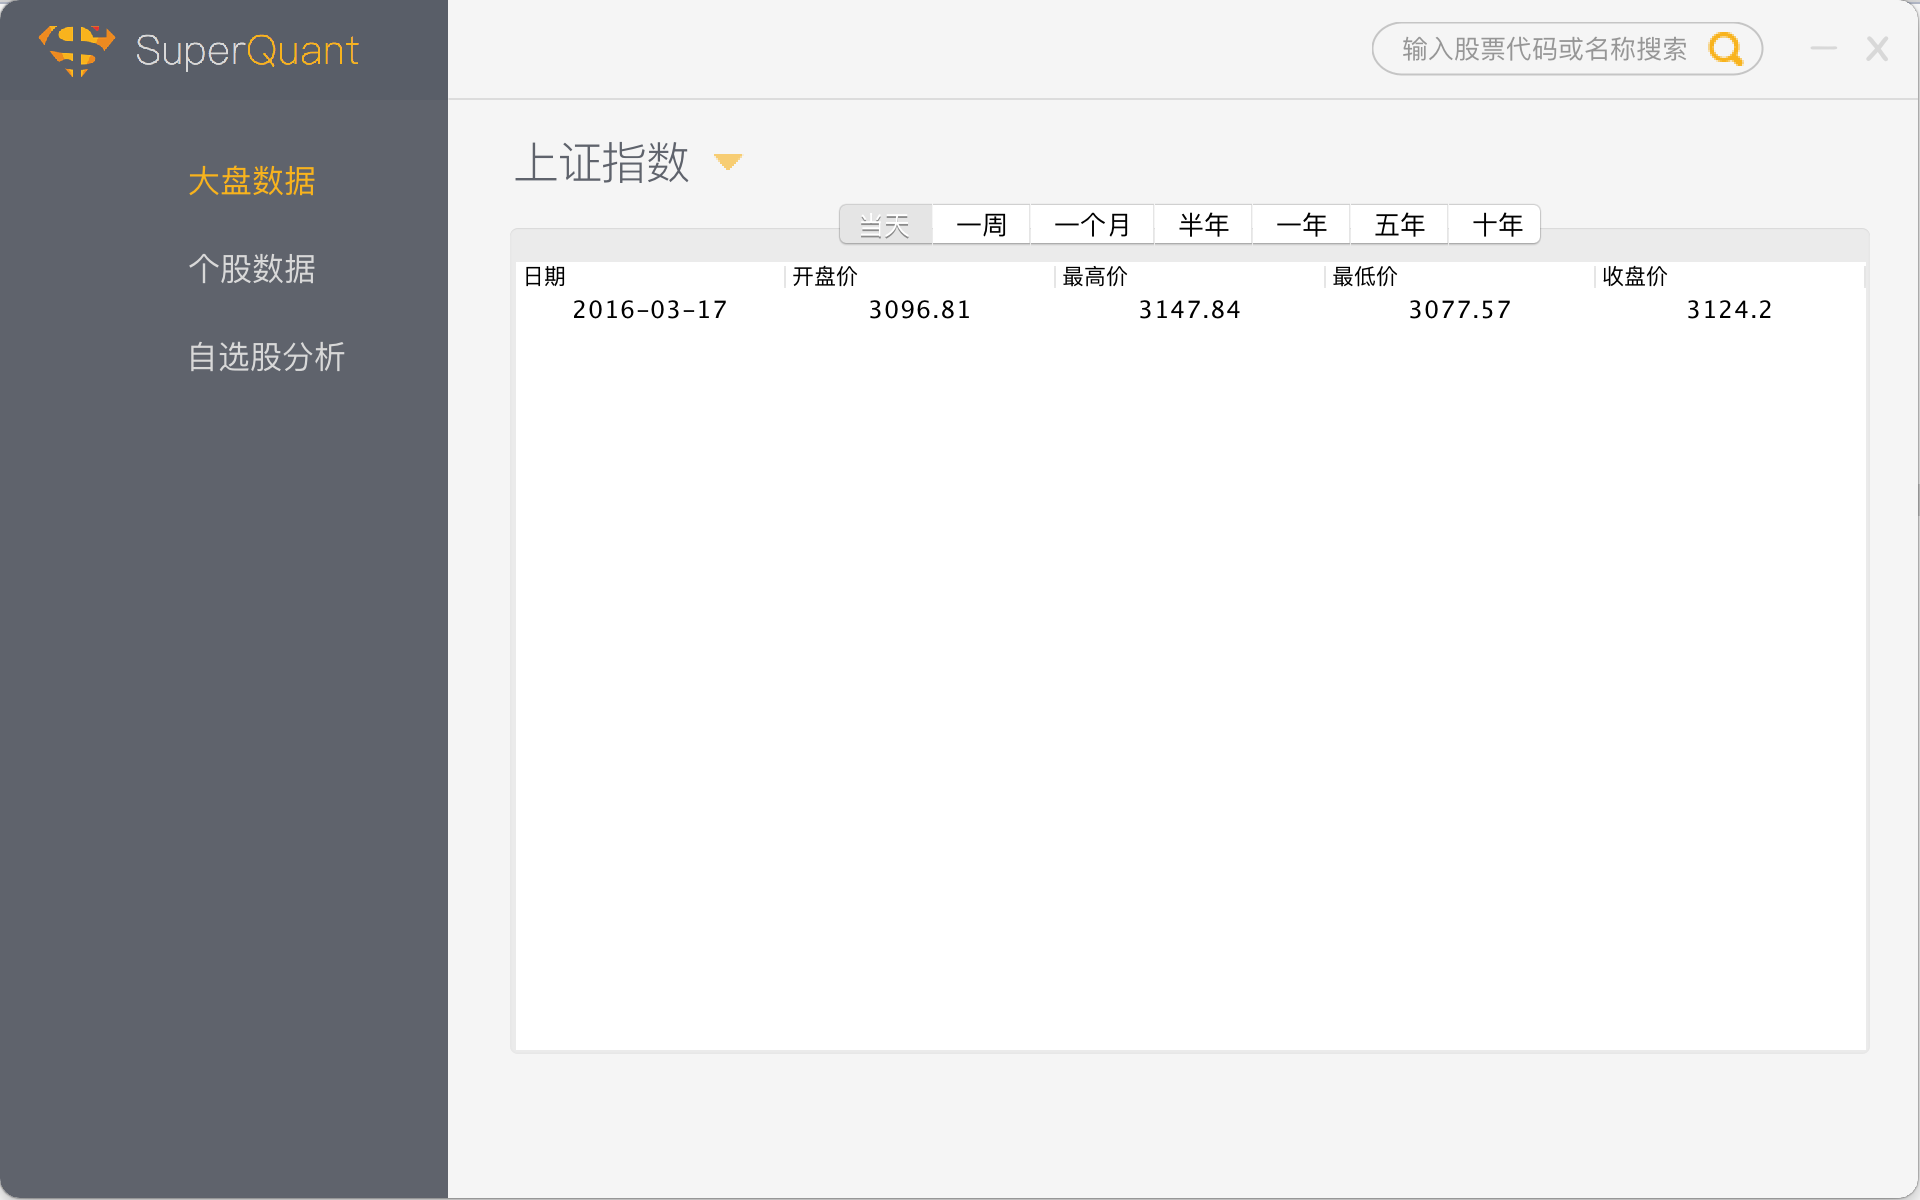 SuperQuant
输入股票代码或名称搜索
大盘数据
个股数据
自选股分析
上证指数
当天 一周 一个月 半年 一年 五年 十年
日期 开盘价 最高价 最低价 收盘价
2016-03-17 3096.81 3147.84 3077.57 3124.2